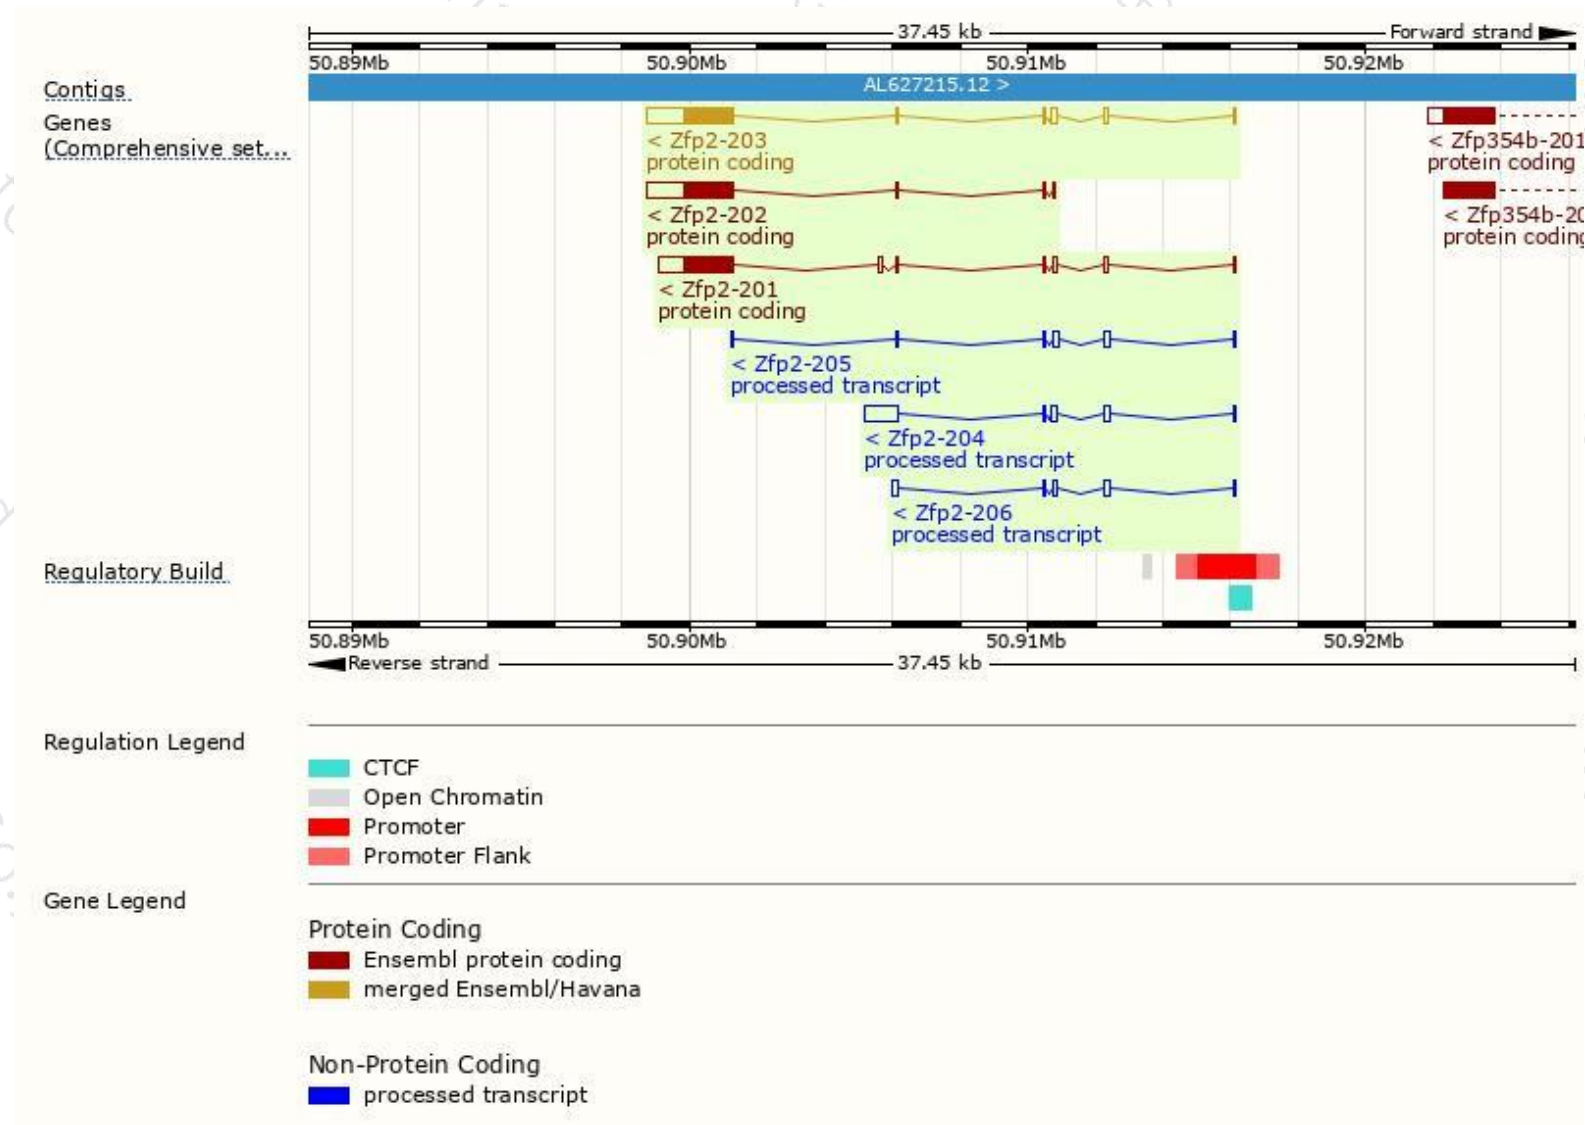 37.45 kb
Forward strand
50.89Mb 50.90Mb 50.91Mb 50.92Mb
Contigs
AL627215.12 >
Genes
(Comprehensive set...
< Zfp2-203
protein coding
< Zfp354b-201
protein coding
< Zfp2-202
protein coding
< Zfp354b-20
protein coding
< Zfp2-201
protein coding
< Zfp2-205
processed transcript
< Zfp2-204
processed transcript
< Zfp2-206
processed transcript
Regulatory Build
50.89Mb 50.90Mb 50.91Mb 50.92Mb
Reverse strand
37.45 kb
Regulation Legend
CTCF
Open Chromatin
Promoter
Promoter Flank
Gene Legend
Protein Coding
Ensembl protein coding
merged Ensembl/Havana
Non-Protein Coding
processed transcript